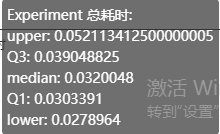 Experiment 总耗时:
upper: 0.052113412500000005
Q3: 0.039048825
median: 0.0320048
激活 Wi
Q1: 0.0303391
转到"设置"
lower: 0.0278964